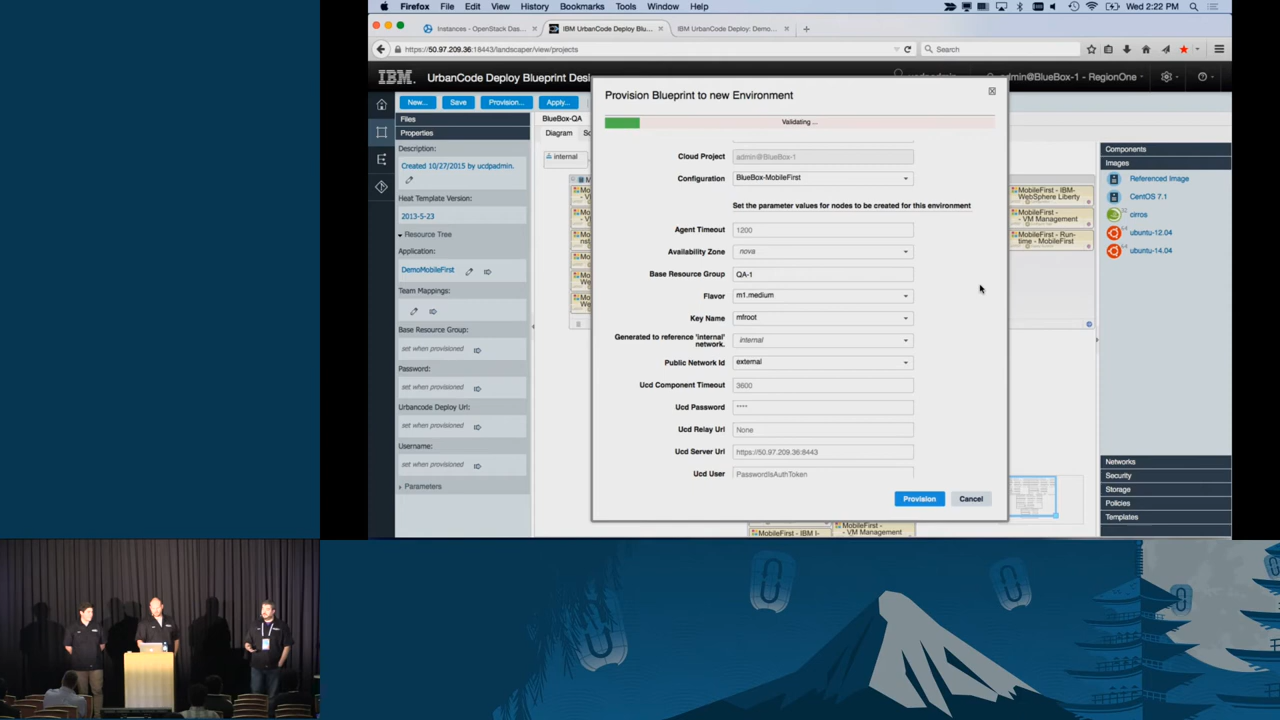 Firefox File Edit View History Bookmarks Tools Window Help
Wed 2:22 PM
Instances - OpenStack Das...
IBM UrbanCode Deploy Blu...
IBM UrbanCode Deploy: Demo...
https://50.97.209.36:18443/landscaper/view/projects
Search
IBM UrbanCode Deploy Blueprint Des
admin@BlueBox-1 - RegionOne
New... Save Provision... Apply...
Files
Properties
Description:
Created 10/27/2015 by ucdpadmin.
Heat Template Version:
2013-5-23
Resource Tree
Application:
DemoMobileFirst
Team Mappings:
Base Resource Group:
set when provisioned
Password:
set when provisioned
Urbancode Deploy Url:
set when provisioned
Username:
set when provisioned
Parameters
BlueBox-QA
Diagram
internal
Provision Blueprint to new Environment
Validating ...
Cloud Project admin@BlueBox-1
Configuration BlueBox-MobileFirst
Set the parameter values for nodes to be created for this environment
Agent Timeout 1200
Availability Zone nova
Base Resource Group QA-1
Flavor m1.medium
Key Name mfroot
Generated to reference 'internal' network. internal
Public Network Id external
Ucd Component Timeout 3600
Ucd Password ****
Ucd Relay Url None
Ucd Server Url https://50.97.209.36:8443
Ucd User PasswordIsAuthToken
Provision Cancel
MobileFirst - IBM-
WebSphere Liberty
MobileFirst -
VM Management
MobileFirst - Run-
time - MobileFirst
MobileFirst - IBM I-
MobileFirst -
VM Management
Components
Images
Referenced Image
CentOS 7.1
cirros
ubuntu-12.04
ubuntu-14.04
Networks
Security
Storage
Policies
Templates